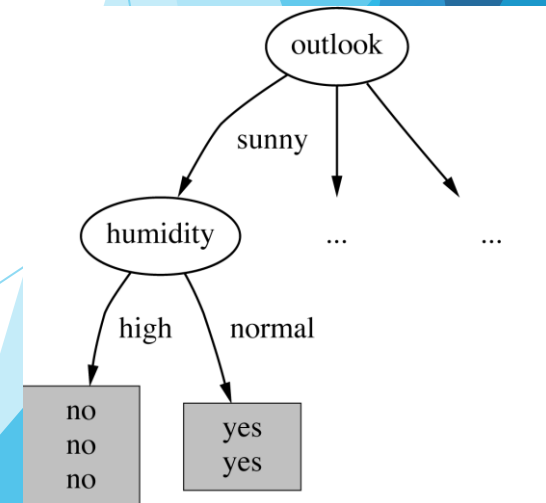 outlook
sunny
humidity
...
...
high
normal
no
no
no
yes
yes